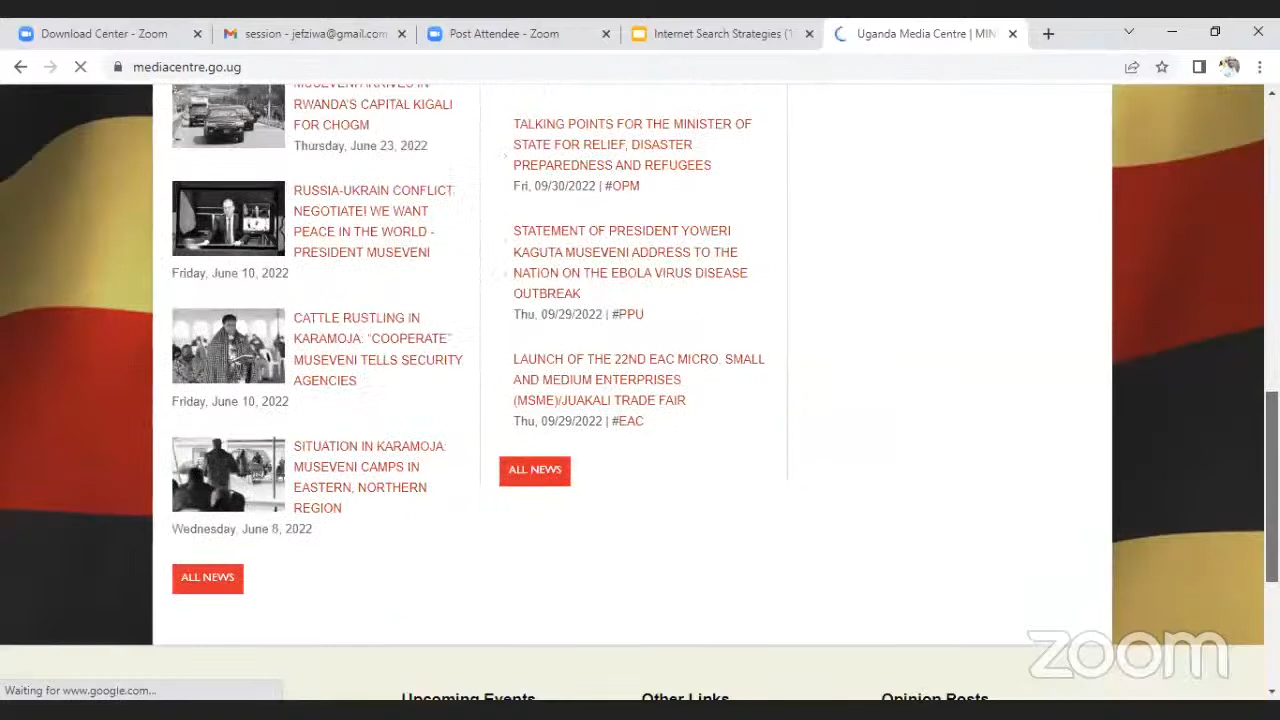 Download Center - Zoom
session - jefziwa@gmail.com
Post Attendee - Zoom
Internet Search Strategies (1
Uganda Media Centre | MIN
mediacentre.go.ug
MUSEVENI ARRIVES IN
RWANDA'S CAPITAL KIGALI
FOR CHOGM
Thursday, June 23, 2022
RUSSIA-UKRAIN CONFLICT.
NEGOTIATE! WE WANT
PEACE IN THE WORLD -
PRESIDENT MUSEVENI
Friday, June 10, 2022
CATTLE RUSTLING IN
KARAMOJA: "COOPERATE"
MUSEVENI TELLS SECURITY
AGENCIES
Friday, June 10, 2022
SITUATION IN KARAMOJA:
MUSEVENI CAMPS IN
EASTERN, NORTHERN
REGION
Wednesday, June 8, 2022
ALL NEWS
TALKING POINTS FOR THE MINISTER OF
STATE FOR RELIEF, DISASTER
PREPAREDNESS AND REFUGEES
Fri, 09/30/2022 | #OPM
STATEMENT OF PRESIDENT YOWERI
KAGUTA MUSEVENI ADDRESS TO THE
NATION ON THE EBOLA VIRUS DISEASE
OUTBREAK
Thu, 09/29/2022 | #PPU
LAUNCH OF THE 22ND EAC MICRO, SMALL
AND MEDIUM ENTERPRISES
(MSME)/JUAKALI TRADE FAIR
Thu, 09/29/2022 | #EAC
ALL NEWS
zoom
Waiting for www.google.com...
Upcoming Events
Other Links
Opinion Posts